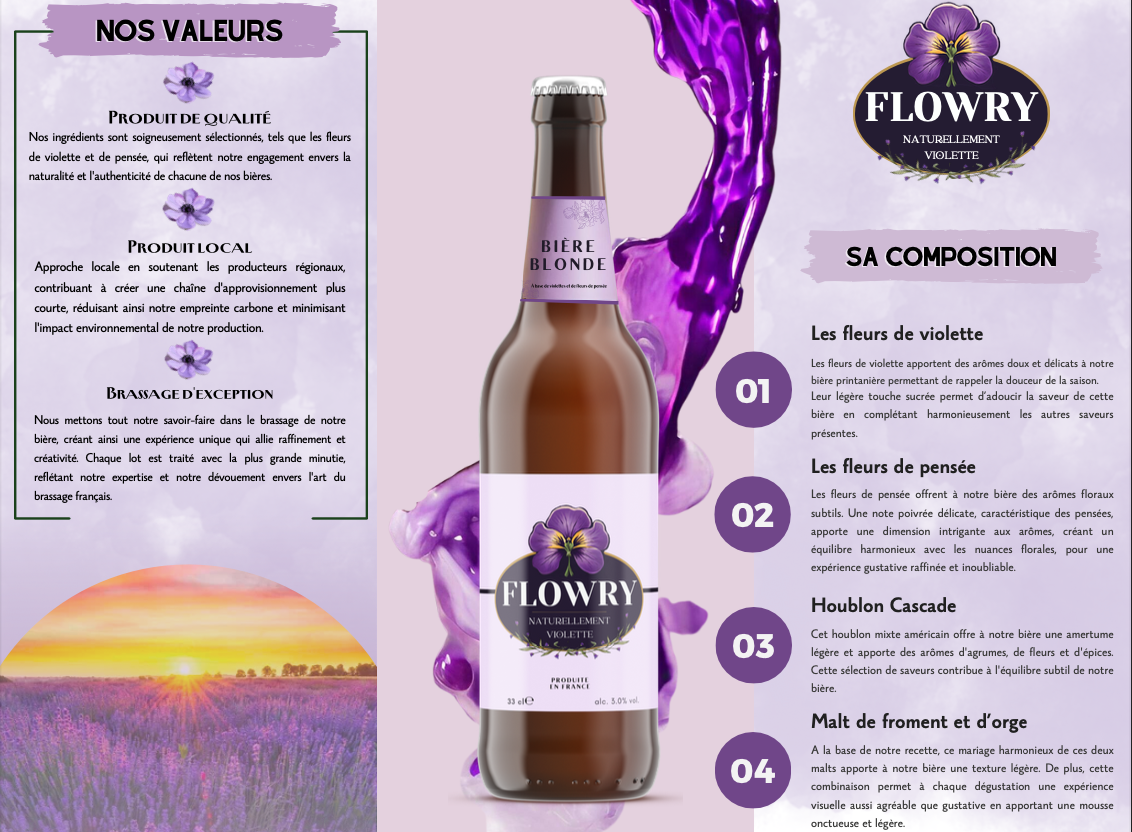 NOS VALEURS
PRODUIT DE QUALITÉ
Nos ingrédients sont soigneusement sélectionnés, tels que les fleurs
de violette et de pensée, qui reflètent notre engagement envers la
naturalité et l'authenticité de chacune de nos bières.
PRODUIT LOCAL
Approche locale en soutenant les producteurs régionaux,
contribuant à créer une chaîne d'approvisionnement plus
courte, réduisant ainsi notre empreinte carbone et minimisant
l'impact environnemental de notre production.
BRASSAGE D'EXCEPTION
Nous mettons tout notre savoir-faire dans le brassage de notre
bière, créant ainsi une expérience unique qui allie raffinement et
créativité. Chaque lot est traité avec la plus grande minutie,
reflétant notre expertise et notre dévouement envers l'art du
brassage français.
BIÈRE
BLONDE
A base de violettes et de fleurs de pensée
FLOWRY
NATURELLEMENT
VIOLETTE
PRODUITE
EN FRANCE
33 cl℮ alc. 5.0% vol.
FLOWRY
NATURELLEMENT
VIOLETTE
SA COMPOSITION
01
Les fleurs de violette
Les fleurs de violette apportent des arômes doux et délicats à notre
bière printanière permettant de rappeler la douceur de la saison.
Leur légère touche sucrée permet d'adoucir la saveur de cette
bière en complétant harmonieusement les autres saveurs
présentes.
02
Les fleurs de pensée
Les fleurs de pensée offrent à notre bière des arômes floraux
subtils. Une note poivrée délicate, caractéristique des pensées,
apporte une dimension intrigante aux arômes, créant un
équilibre harmonieux avec les nuances florales, pour une
expérience gustative raffinée et inoubliable.
03
Houblon Cascade
Cet houblon mixte américain offre à notre bière une amertume
légère et apporte des arômes d'agrumes, de fleurs et d'épices.
Cette sélection de saveurs contribue à l'équilibre subtil de notre
bière.
04
Malt de froment et d'orge
A la base de notre recette, ce mariage harmonieux de ces deux
malts apporte à notre bière une texture légère. De plus, cette
combinaison permet à chaque dégustation une expérience
visuelle aussi agréable que gustative en apportant une mousse
onctueuse et légère.